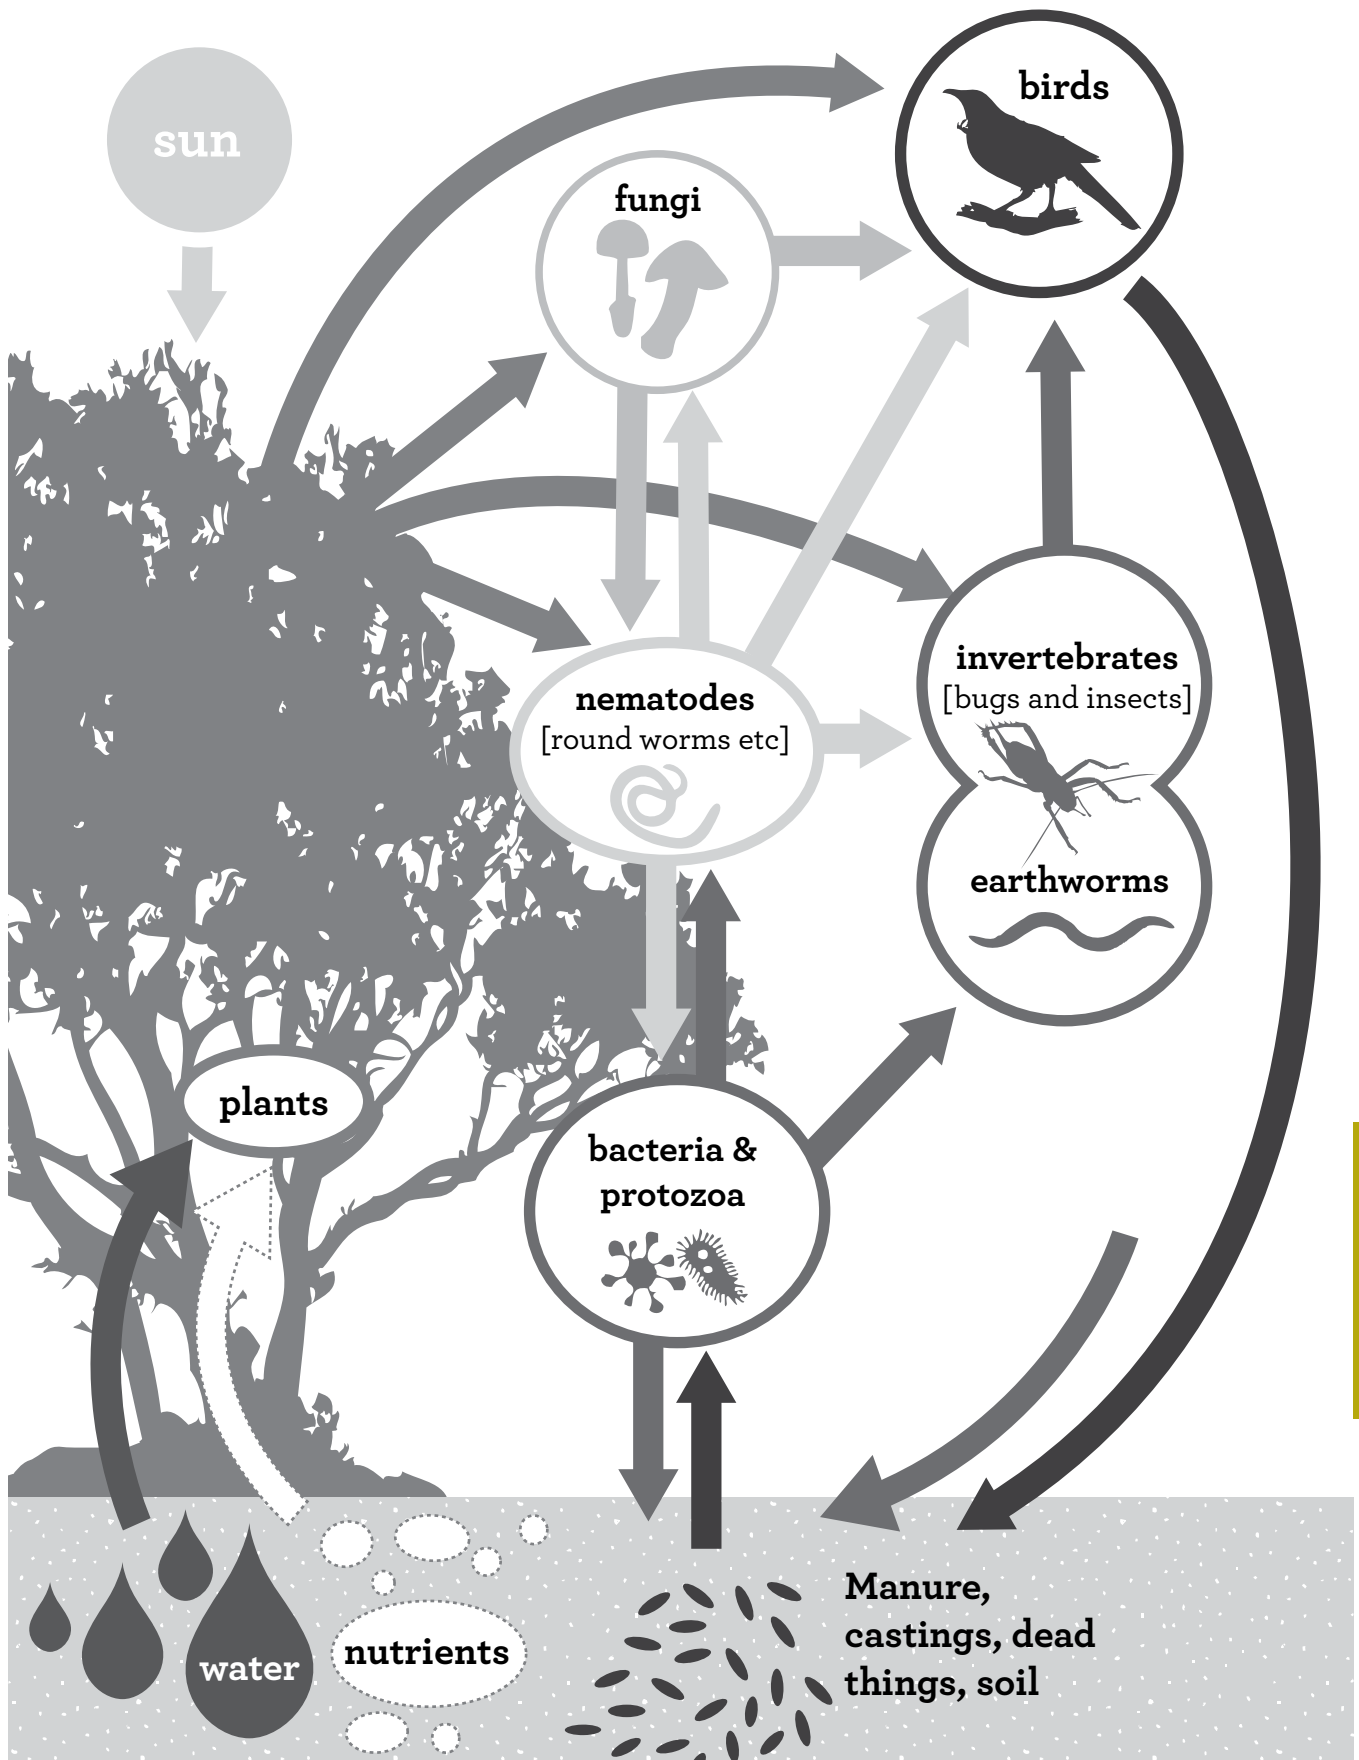 sun
birds
fungi
nematodes
[round worms etc]
invertebrates
[bugs and insects]
earthworms
plants
bacteria &
protozoa
water
nutrients
Manure,
castings, dead
things, soil